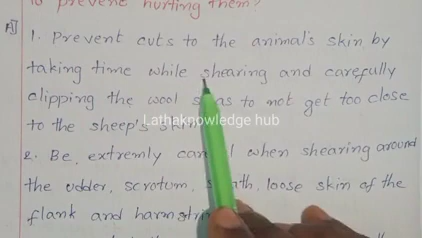 to prevent hurting them?
A] 1. Prevent cuts to the animal's skin by
taking time while shearing and carefully
clipping the wool as to not get too close
to the sheep's skin
Lathaknowledge hub
2. Be, extremly when shearing around
the udder, scrotum, loose skin of the
flank and